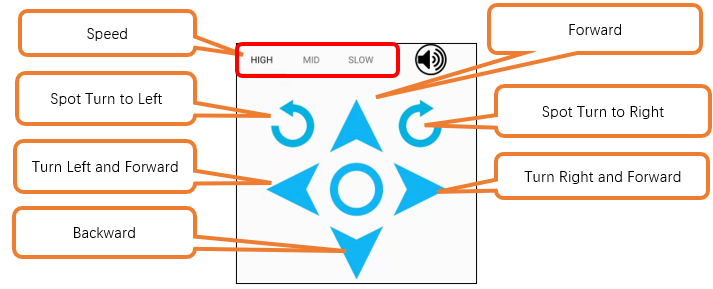 Speed
Forward
HIGH MID SLOW
Spot Turn to Left
Spot Turn to Right
Turn Left and Forward
Turn Right and Forward
Backward